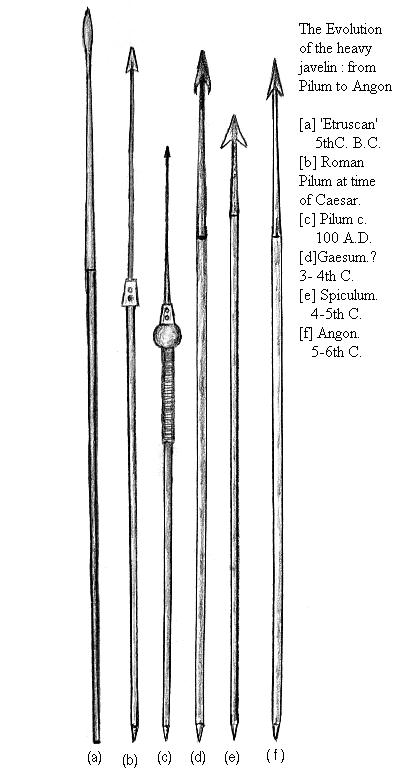 The Evolution
of the heavy
javelin : from
Pilum to Angon
[a] 'Etruscan'
5thC. B.C.
[b] Roman
Pilum at time
of Caesar.
[c] Pilum c.
100 A.D.
[d]Gaesum.?
3- 4th C.
[e] Spiculum.
4-5th C.
[f] Angon.
5-6th C.
(a) (b) (c) (d) (e) (f)